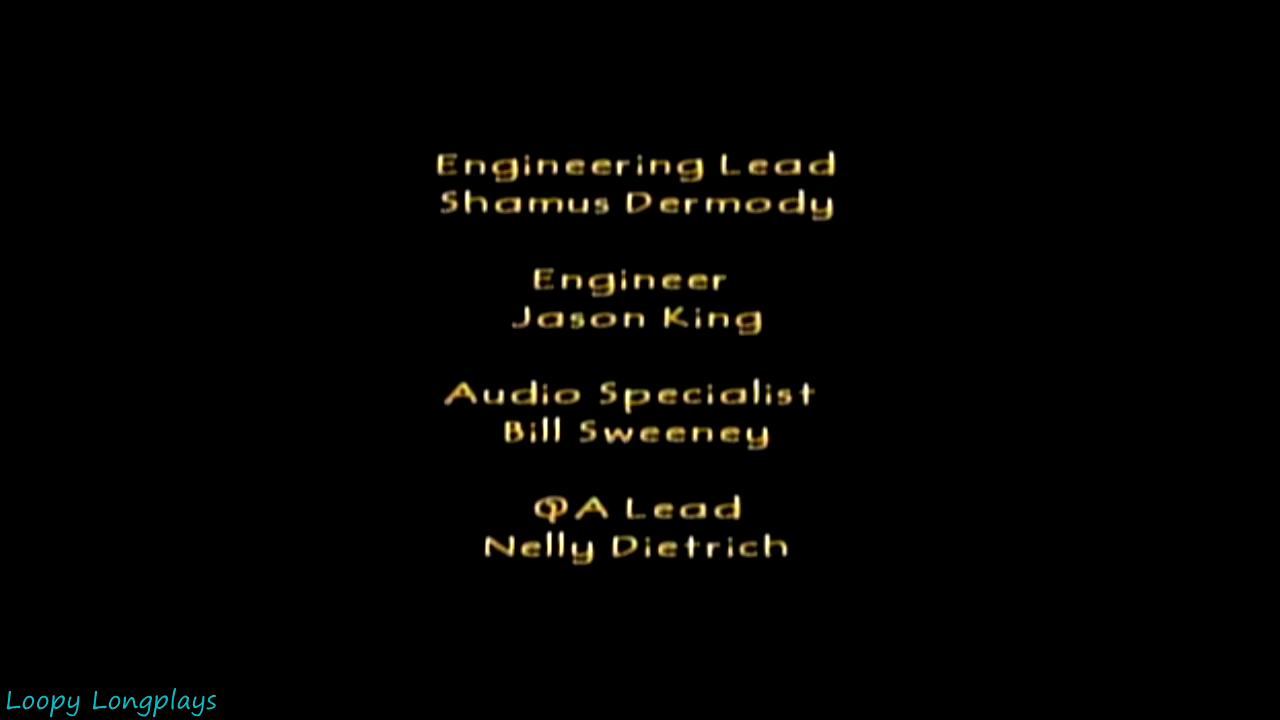 Engineering Lead
Shamus Dermody
Engineer
Jason King
Audio Specialist
Bill Sweeney
QA Lead
Nelly Dietrich
Loopy Longplays